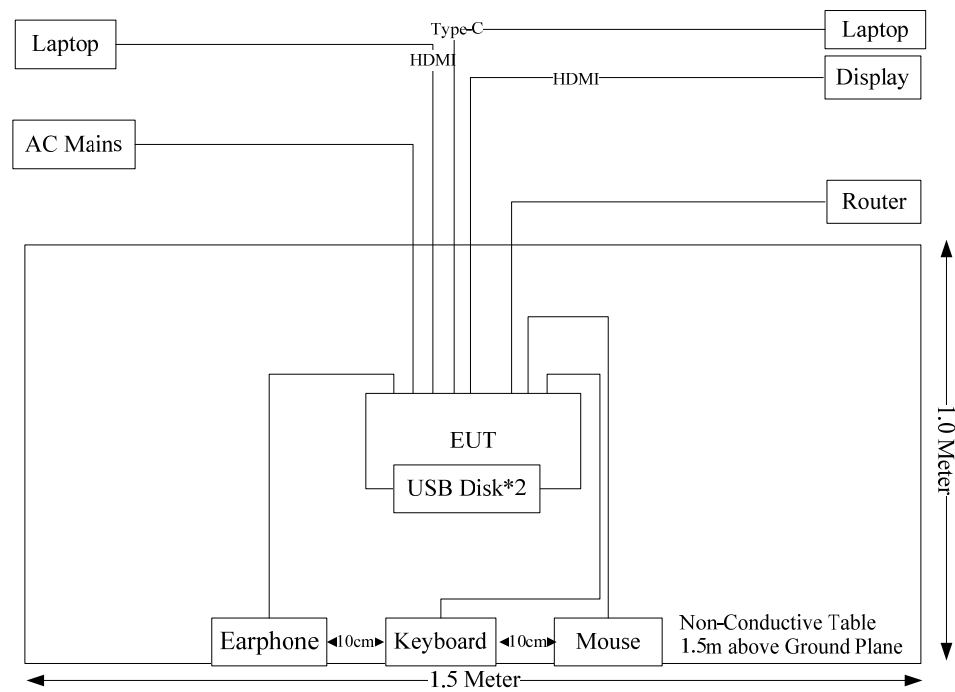 Type-C
Laptop
Laptop
HDMI
HDMI
Display
AC Mains
Router
EUT
USB Disk*2
1.0 Meter
Non-Conductive Table
1.5m above Ground Plane
Earphone
10cm
Keyboard
10cm
Mouse
1.5 Meter